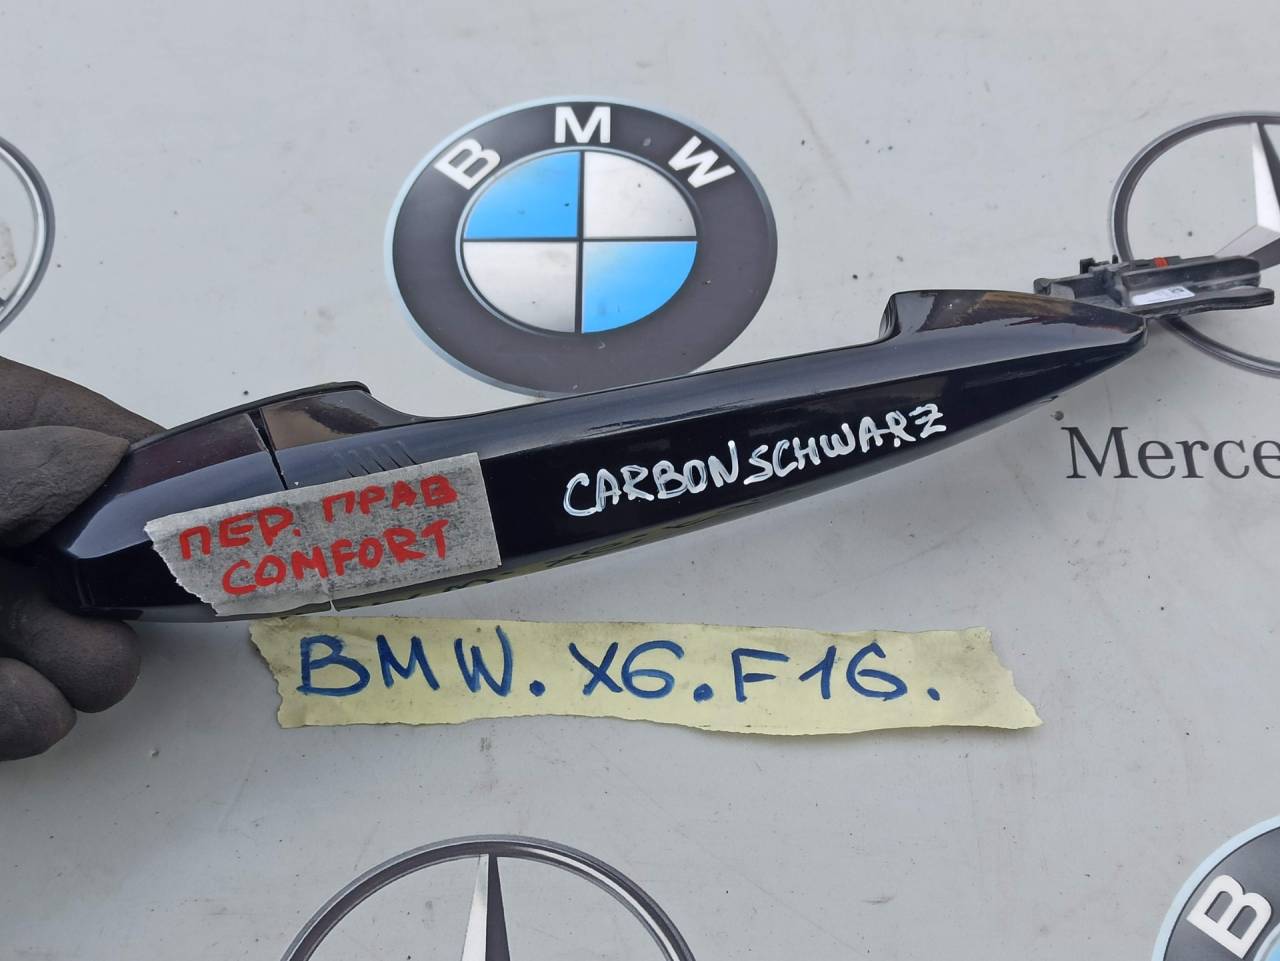 BMW
CARBONSCHWARZ
ПЕР. ПРАВ
COMFORT
BMW. X6. F16.
Merce
B